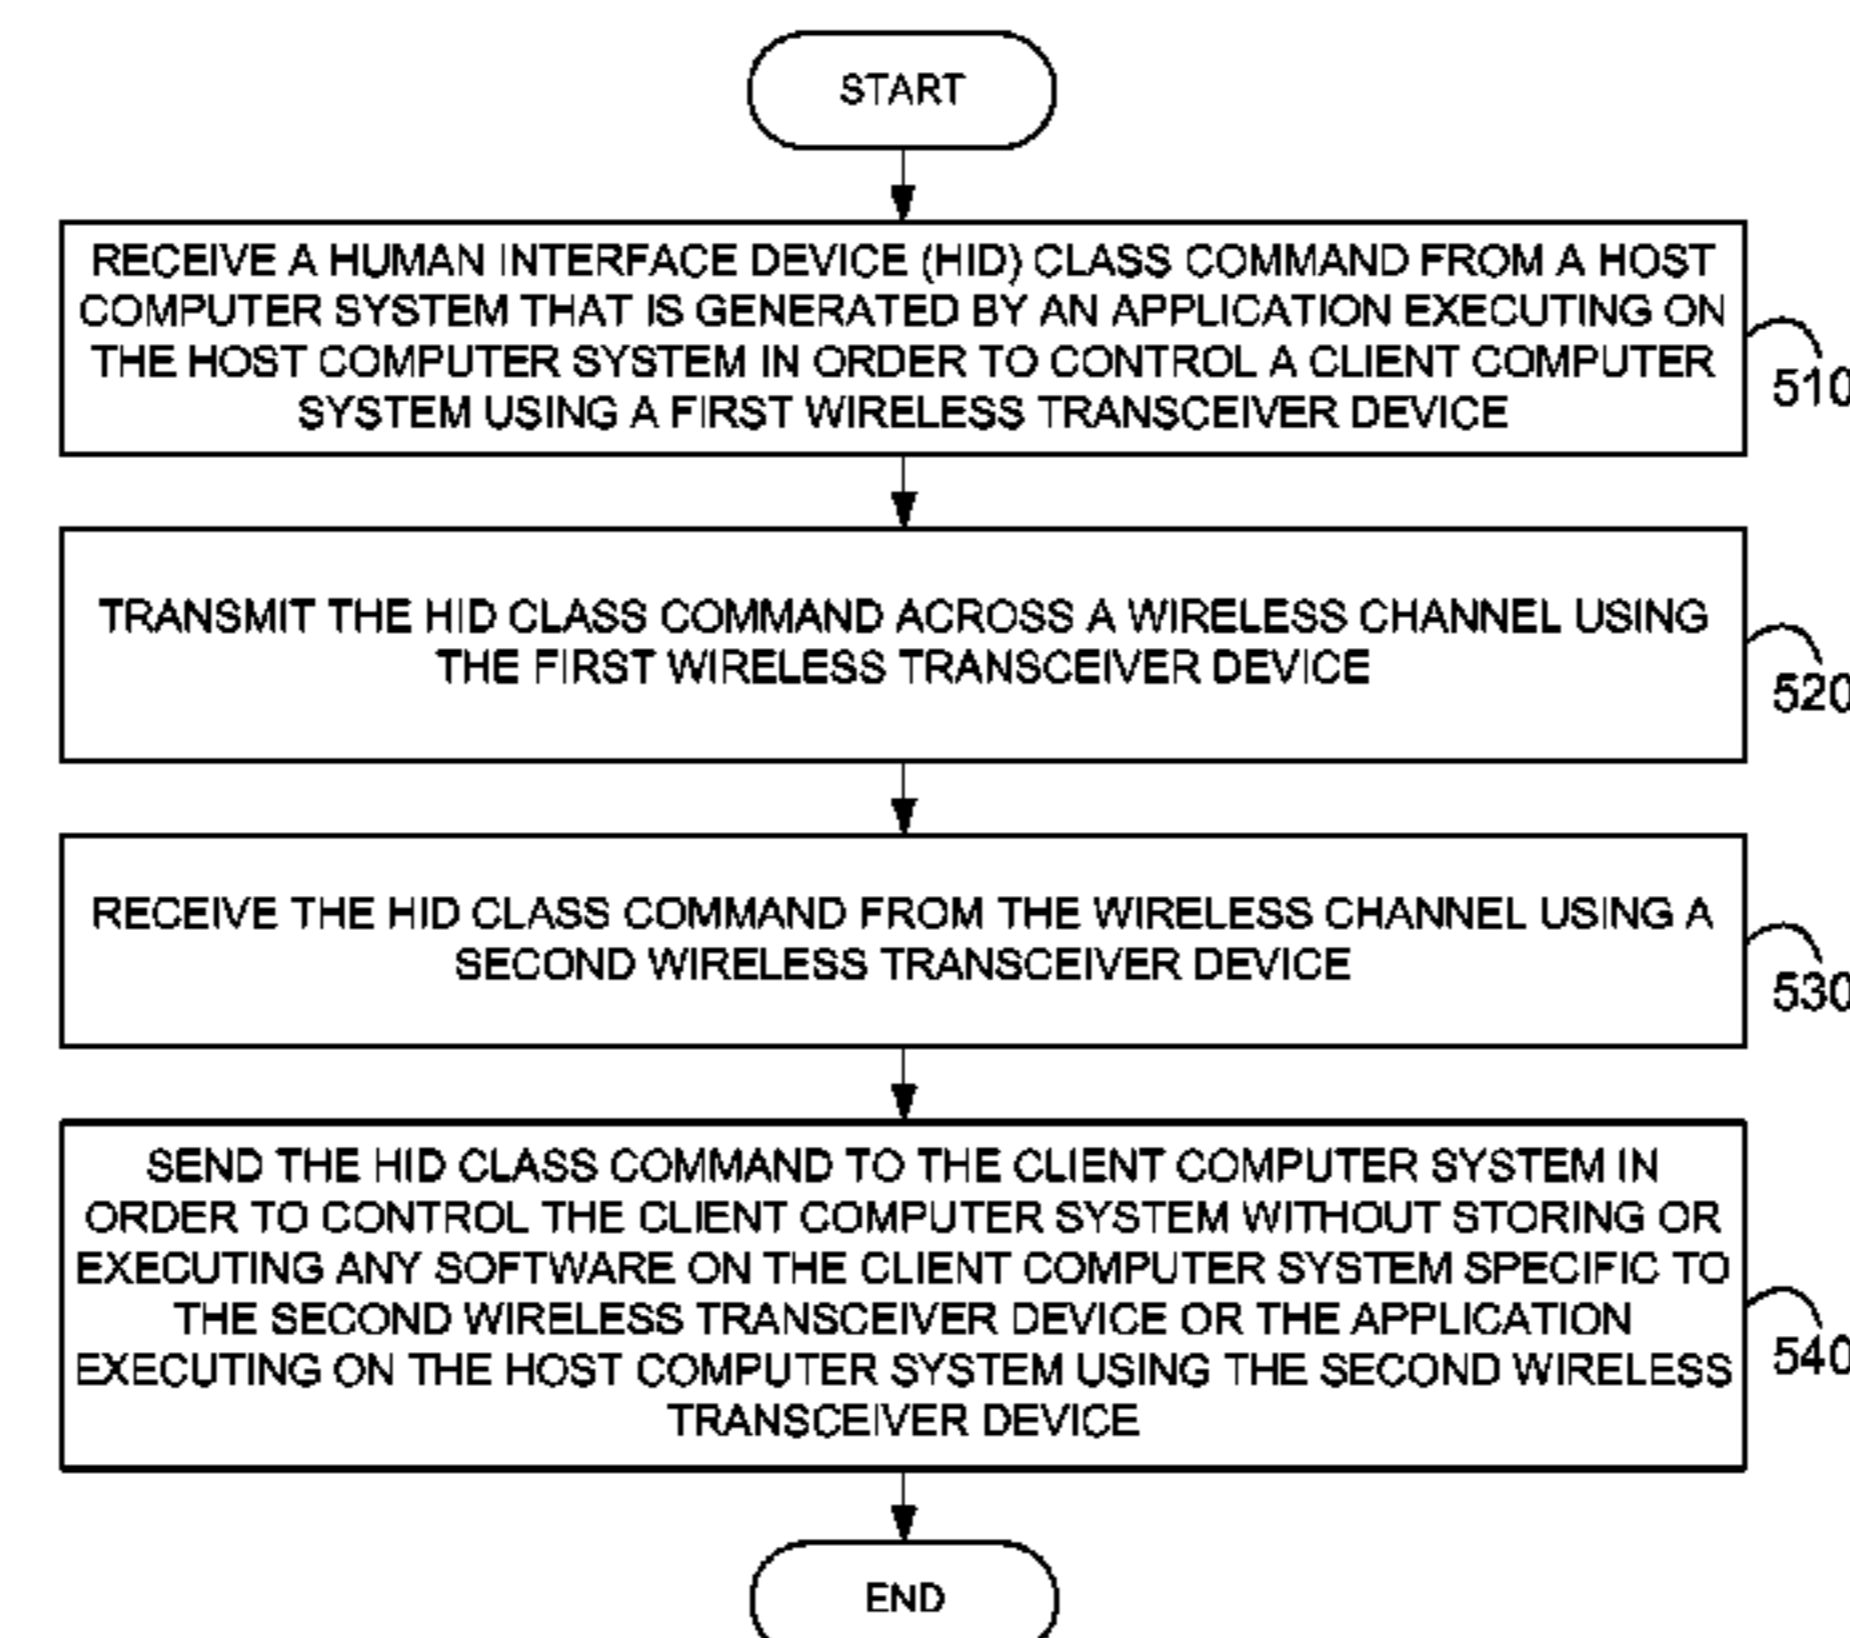 START
RECEIVE A HUMAN INTERFACE DEVICE (HID) CLASS COMMAND FROM A HOST
COMPUTER SYSTEM THAT IS GENERATED BY AN APPLICATION EXECUTING ON
THE HOST COMPUTER SYSTEM IN ORDER TO CONTROL A CLIENT COMPUTER
SYSTEM USING A FIRST WIRELESS TRANSCEIVER DEVICE
510
TRANSMIT THE HID CLASS COMMAND ACROSS A WIRELESS CHANNEL USING
THE FIRST WIRELESS TRANSCEIVER DEVICE
520
RECEIVE THE HID CLASS COMMAND FROM THE WIRELESS CHANNEL USING A
SECOND WIRELESS TRANSCEIVER DEVICE
530
SEND THE HID CLASS COMMAND TO THE CLIENT COMPUTER SYSTEM IN
ORDER TO CONTROL THE CLIENT COMPUTER SYSTEM WITHOUT STORING OR
EXECUTING ANY SOFTWARE ON THE CLIENT COMPUTER SYSTEM SPECIFIC TO
THE SECOND WIRELESS TRANSCEIVER DEVICE OR THE APPLICATION
EXECUTING ON THE HOST COMPUTER SYSTEM USING THE SECOND WIRELESS
TRANSCEIVER DEVICE
540
END